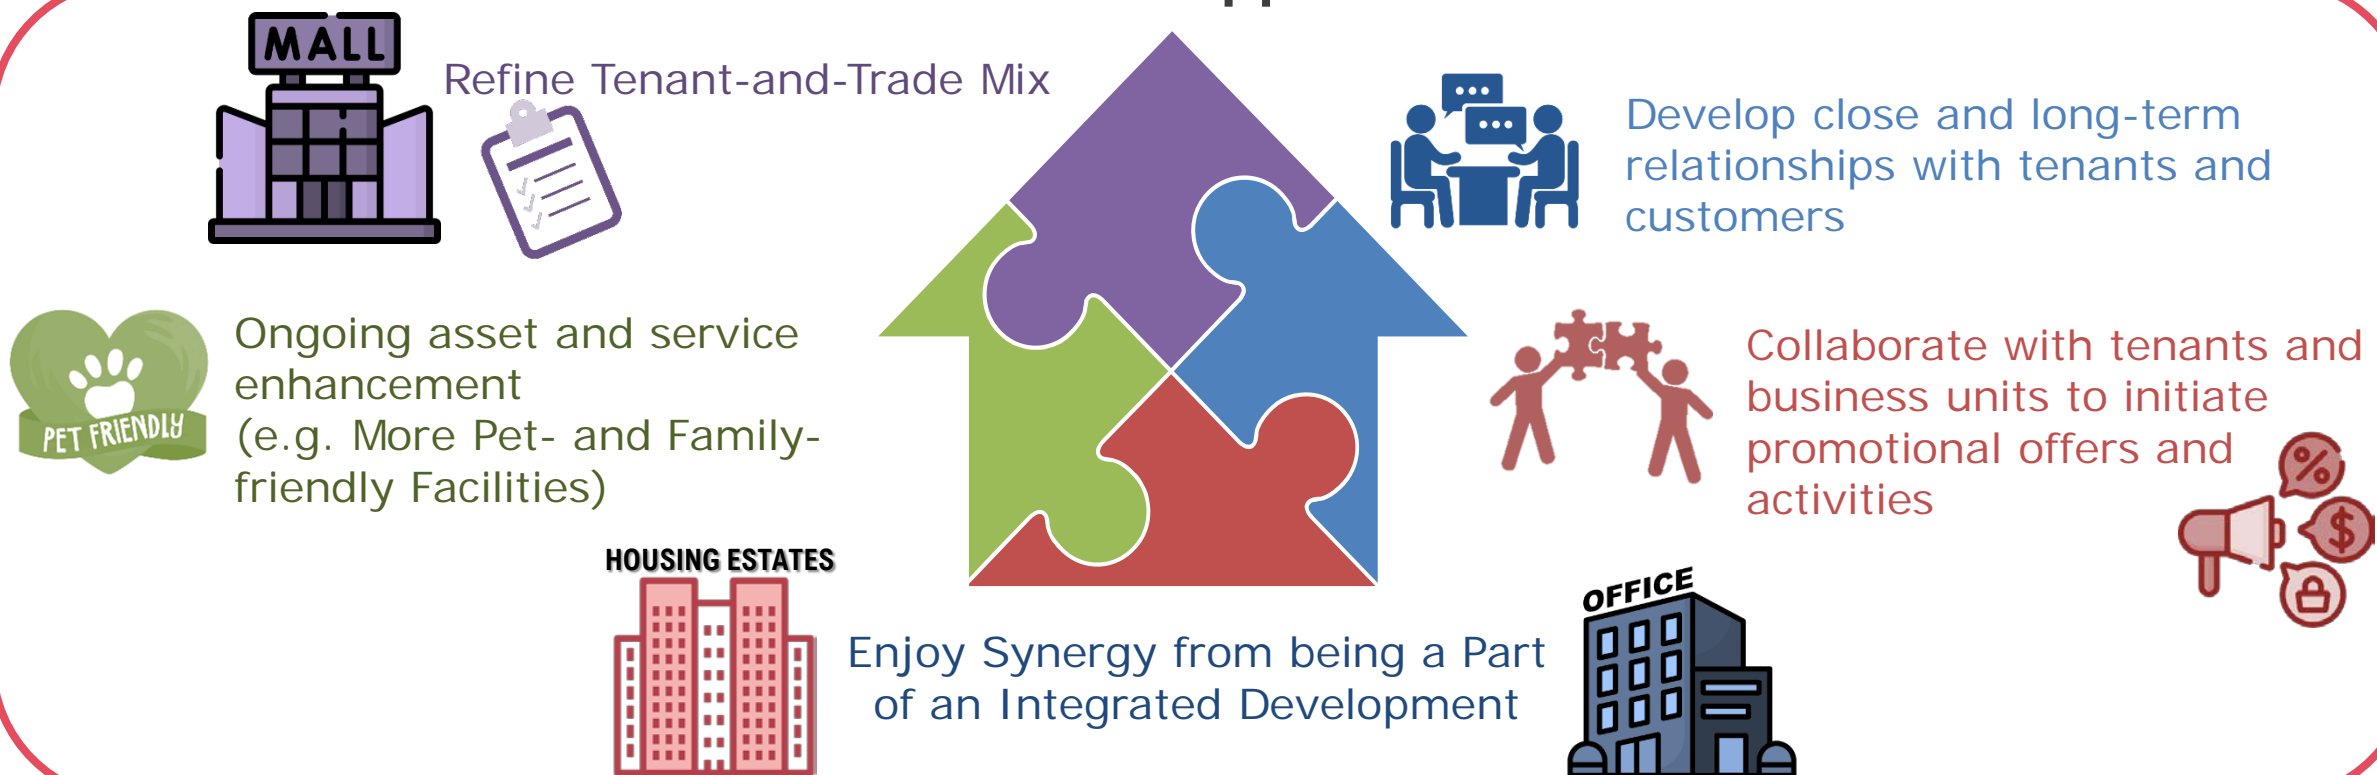 MALL
Refine Tenant-and-Trade Mix
Develop close and long-term
relationships with tenants and
customers
PET FRIENDLY
Ongoing asset and service
enhancement
(e.g. More Pet- and Family-
friendly Facilities)
Collaborate with tenants and
business units to initiate
promotional offers and
activities
%
$
HOUSING ESTATES
Enjoy Synergy from being a Part
of an Integrated Development
OFFICE